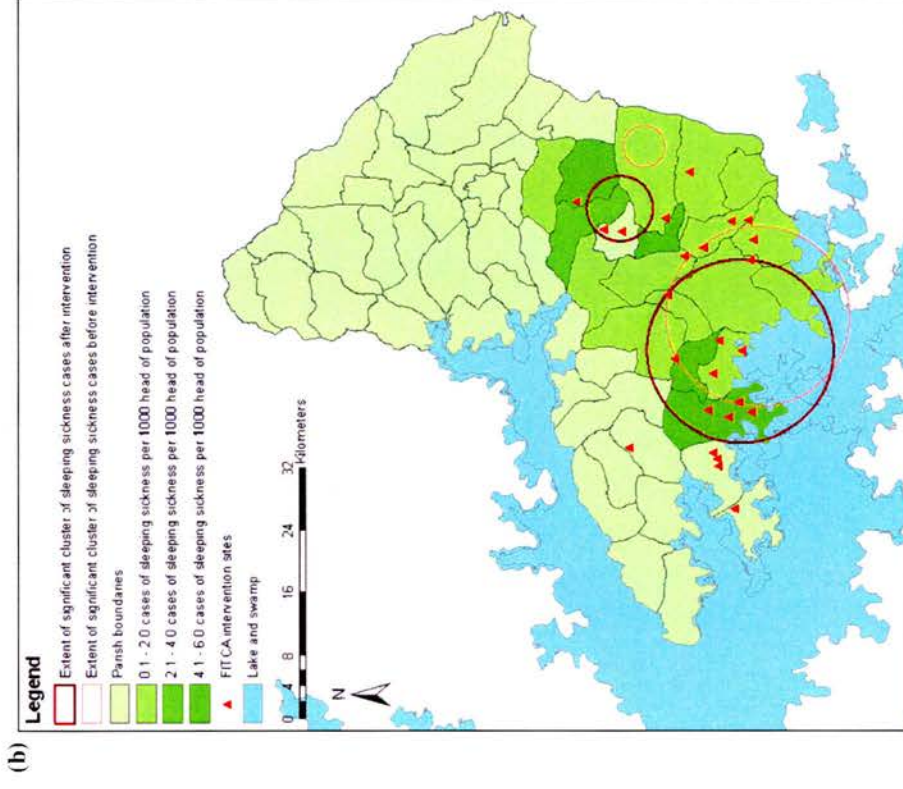 (b)
Legend
Extent of significant cluster of sleeping sickness cases after intervention
Extent of significant cluster of sleeping sickness cases before intervention
Parish boundaries
0.1 - 2.0 cases of sleeping sickness per 1000 head of population
2.1 - 4.0 cases of sleeping sickness per 1000 head of population
4.1 - 6.0 cases of sleeping sickness per 1000 head of population
FITCA intervention sites
Lake and swamp
N
0 4 8 16 24 32
Kilometers